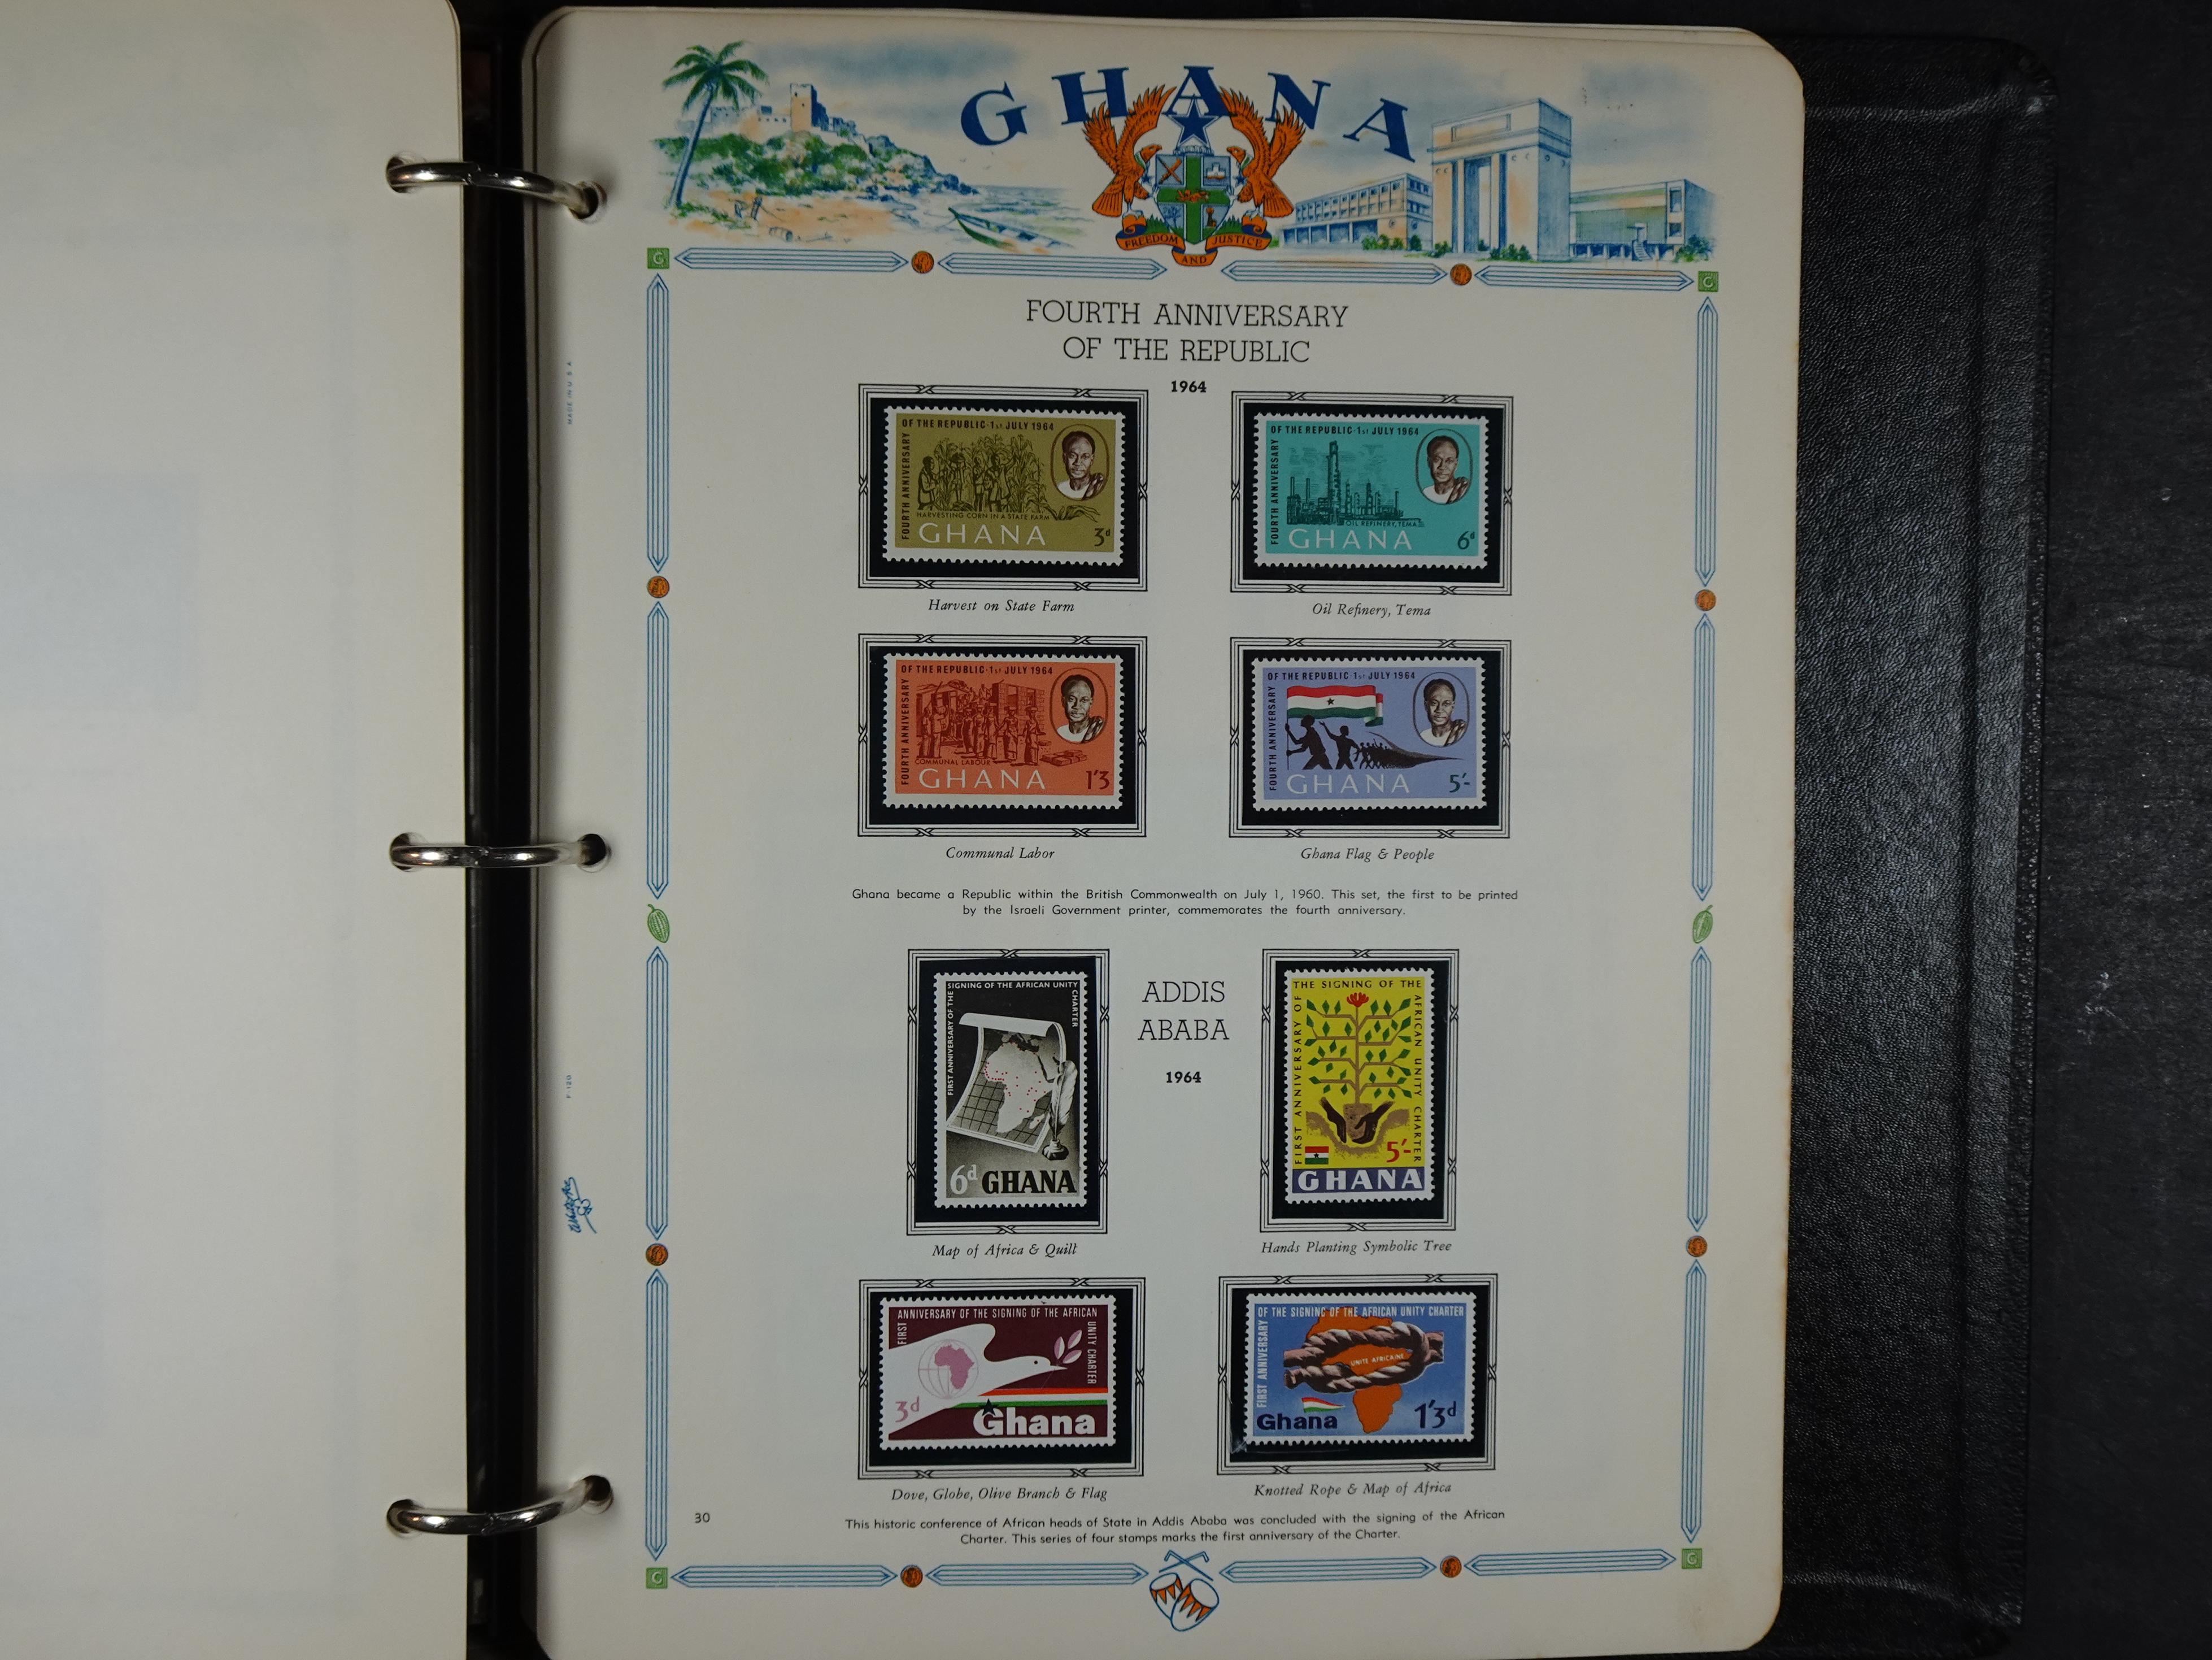 GHANA
FREEDOM AND JUSTICE
G
G
FOURTH ANNIVERSARY
OF THE REPUBLIC
1964
MADE IN U.S.A.
FOURTH ANNIVERSARY OF THE REPUBLIC·1ST JULY 1964
HARVESTING CORN IN A STATE FARM
GHANA 3d
Harvest on State Farm
FOURTH ANNIVERSARY OF THE REPUBLIC·1ST JULY 1964
OIL REFINERY, TEMA
GHANA 6d
Oil Refinery, Tema
FOURTH ANNIVERSARY OF THE REPUBLIC·1ST JULY 1964
COMMUNAL LABOUR
GHANA 1'3
Communal Labor
FOURTH ANNIVERSARY OF THE REPUBLIC·1ST JULY 1964
GHANA 5'-
Ghana Flag & People
Ghana became a Republic within the British Commonwealth on July 1, 1960. This set, the first to be printed
by the Israeli Government printer, commemorates the fourth anniversary.
ADDIS
ABABA
1964
FIRST ANNIVERSARY OF THE SIGNING OF THE AFRICAN UNITY CHARTER
6d GHANA
Map of Africa & Quill
FIRST ANNIVERSARY OF THE SIGNING OF THE AFRICAN UNITY CHARTER
5'-
GHANA
Hands Planting Symbolic Tree
F-120
FIRST ANNIVERSARY OF THE SIGNING OF THE AFRICAN UNITY CHARTER
3d
Ghana
Dove, Globe, Olive Branch & Flag
FIRST ANNIVERSARY OF THE SIGNING OF THE AFRICAN UNITY CHARTER
UNITE AFRICAINE
Ghana 1'3d
Knotted Rope & Map of Africa
30
This historic conference of African heads of State in Addis Ababa was concluded with the signing of the African
Charter. This series of four stamps marks the first anniversary of the Charter.
G
G